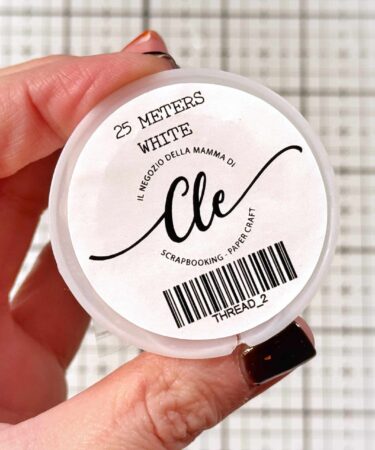 25 METERS
WHITE
IL NEGOZIO DELLA MAMMA DI
Cle
SCRAPBOOKING - PAPER CRAFT
THREAD_2